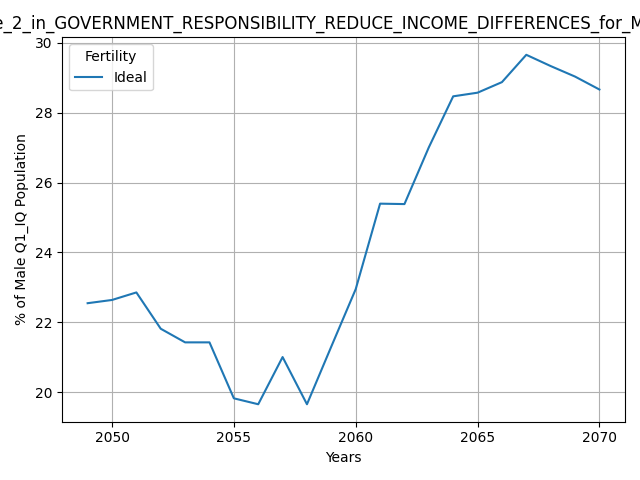 e_2_in_GOVERNMENT_RESPONSIBILITY_REDUCE_INCOME_DIFFERENCES_for_M
Fertility
Ideal
30
28
26
24
22
20
% of Male Q1_IQ Population
2050 2055 2060 2065 2070
Years